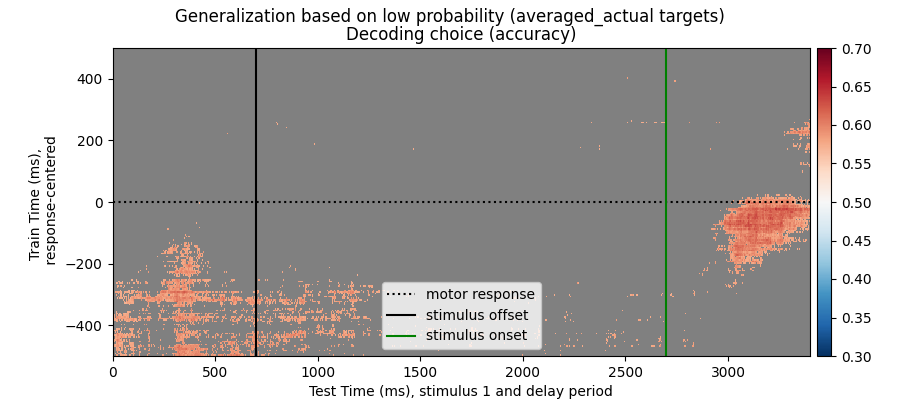 Generalization based on low probability (averaged_actual targets)
Decoding choice (accuracy)
Train Time (ms),
response-centered
400
200
0
−200
−400
motor response
stimulus offset
stimulus onset
0
500
1000
1500
2000
2500
3000
Test Time (ms), stimulus 1 and delay period
0.70
0.65
0.60
0.55
0.50
0.45
0.40
0.35
0.30